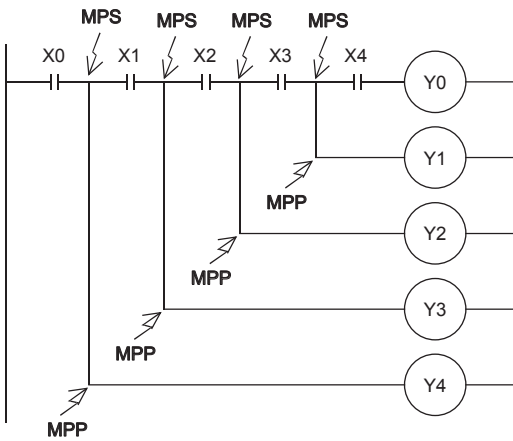 MPS MPS MPS MPS
X0 X1 X2 X3 X4
Y0
Y1
MPP
Y2
MPP
Y3
MPP
Y4
MPP